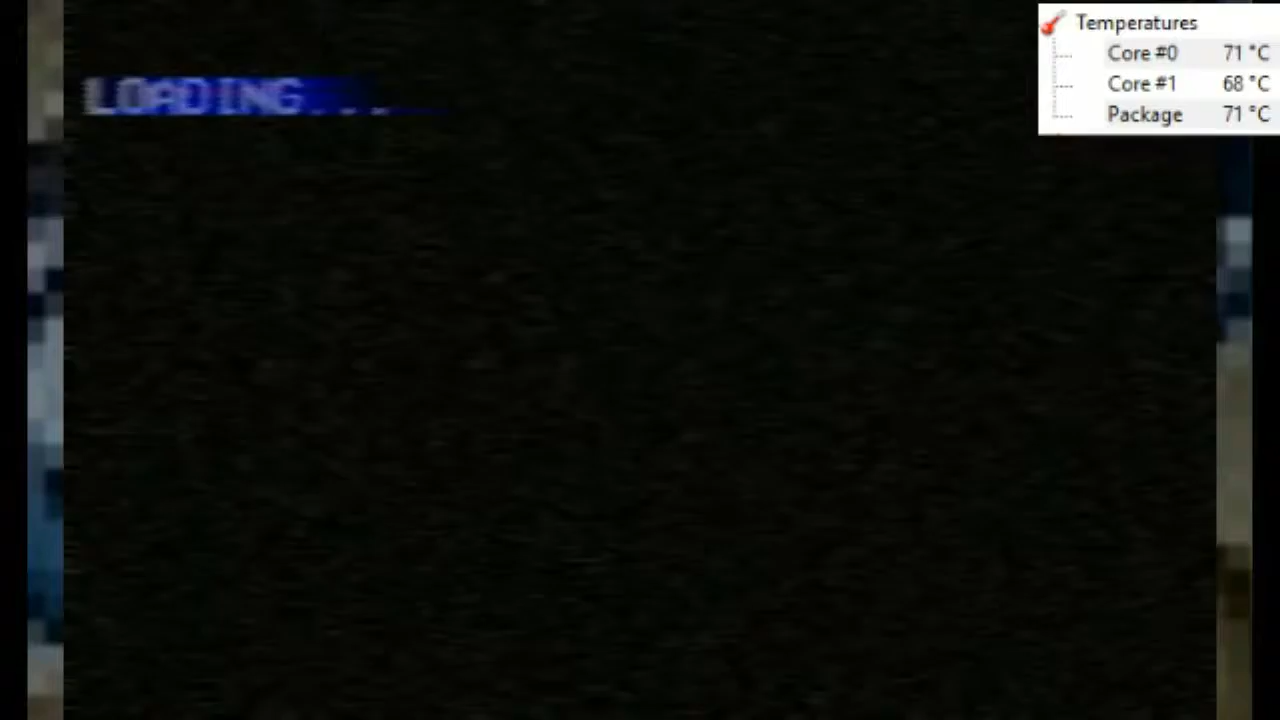 LOADING...
Temperatures
Core #0 71 °C
Core #1 68 °C
Package 71 °C